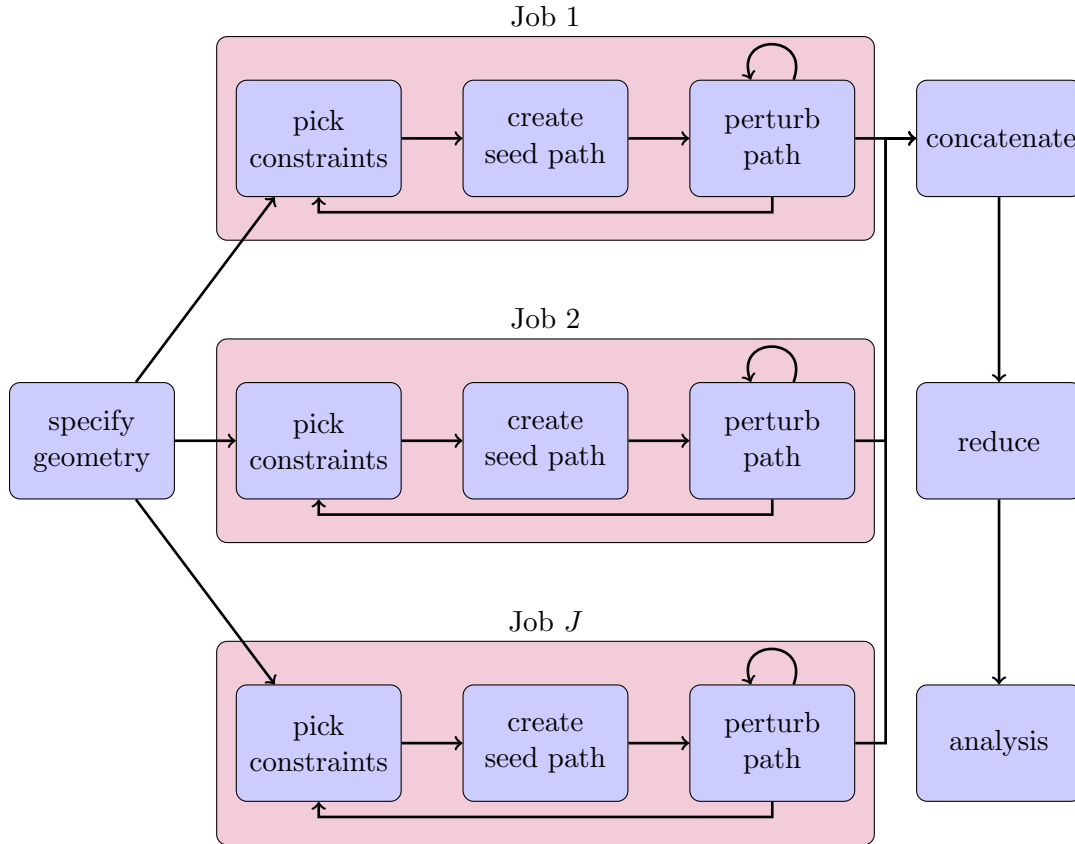 Job 1
pick
constraints
create
seed path
perturb
path
concatenate
Job 2
specify
geometry
pick
constraints
create
seed path
perturb
path
reduce
Job J
pick
constraints
create
seed path
perturb
path
analysis